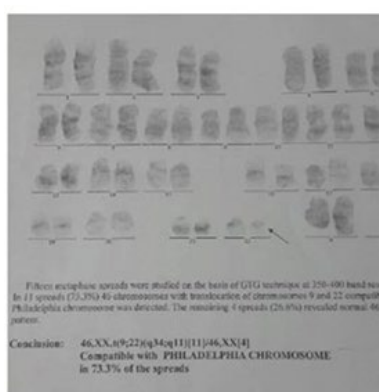 Fifteen metaphase spreads were studied on the basis of GTG technique at 350-400 band
In 11 spreads (73.3%) 46 chromosomes with translocation of chromosomes 9 and 22
Philadelphia chromosome was detected. The remaining 4 spreads (26.6%) revealed normal 46
pattern.
Conclusion: 46,XX,t(9;22)(q34;q11)[11]/46,XX[4]
Compatible with PHILADELPHIA CHROMOSOME
in 73.3% of the spreads